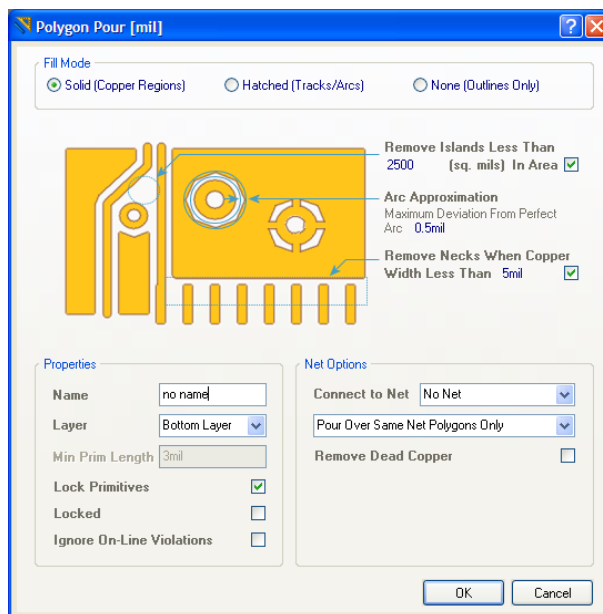 Polygon Pour [mil]
Fill Mode
Solid (Copper Regions)
Hatched (Tracks/Arcs)
None (Outlines Only)
Remove Islands Less Than
2500 (sq. mils) In Area
Arc Approximation
Maximum Deviation From Perfect
Arc 0.5mil
Remove Necks When Copper
Width Less Than 5mil
Properties
Name no name
Layer Bottom Layer
Min Prim Length 3mil
Lock Primitives
Locked
Ignore On-Line Violations
Net Options
Connect to Net No Net
Pour Over Same Net Polygons Only
Remove Dead Copper
OK
Cancel